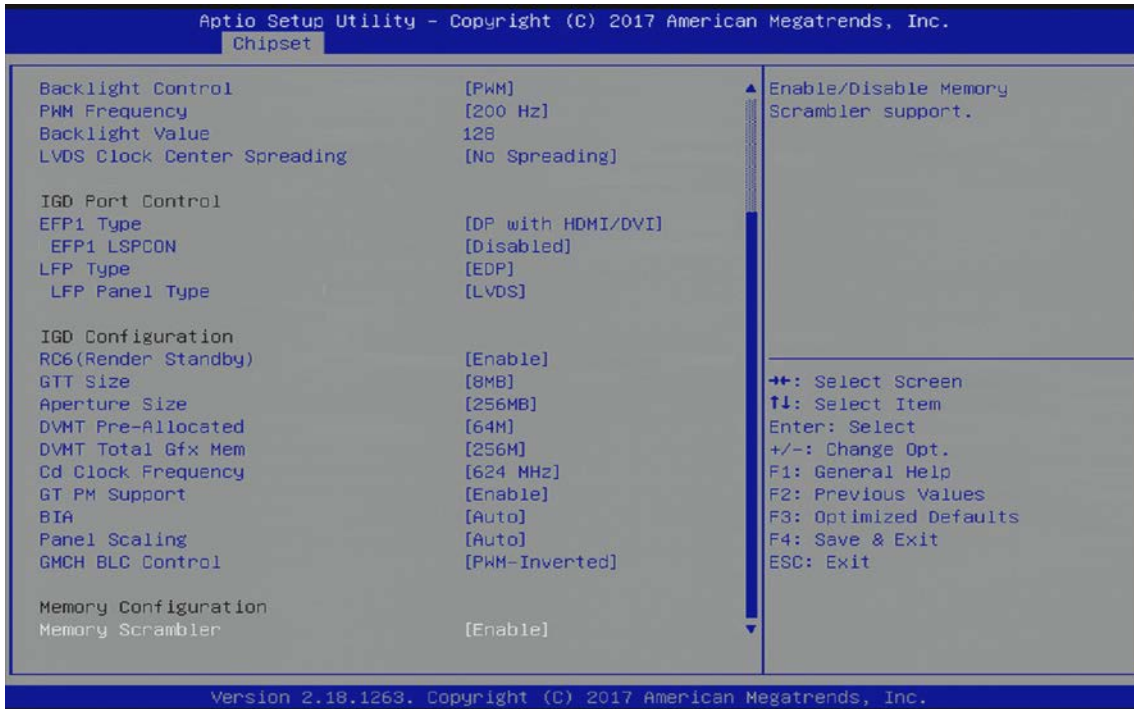 Aptio Setup Utility - Copyright (C) 2017 American Megatrends, Inc.
Chipset
Backlight Control [PWM]
PWM Frequency [200 Hz]
Backlight Value 128
LVDS Clock Center Spreading [No Spreading]
IGD Port Control
EFP1 Type [DP with HDMI/DVI]
EFP1 LSPCON [Disabled]
LFP Type [EDP]
LFP Panel Type [LVDS]
IGD Configuration
RC6(Render Standby) [Enable]
GTT Size [8MB]
Aperture Size [256MB]
DVMT Pre-Allocated [64M]
DVMT Total Gfx Mem [256M]
Cd Clock Frequency [624 MHz]
GT PM Support [Enable]
BIA [Auto]
Panel Scaling [Auto]
GMCH BLC Control [PWM-Inverted]
Memory Configuration
Memory Scrambler [Enable]
Enable/Disable Memory
Scrambler support.
→←: Select Screen
↑↓: Select Item
Enter: Select
+/-: Change Opt.
F1: General Help
F2: Previous Values
F3: Optimized Defaults
F4: Save & Exit
ESC: Exit
Version 2.18.1263. Copyright (C) 2017 American Megatrends, Inc.